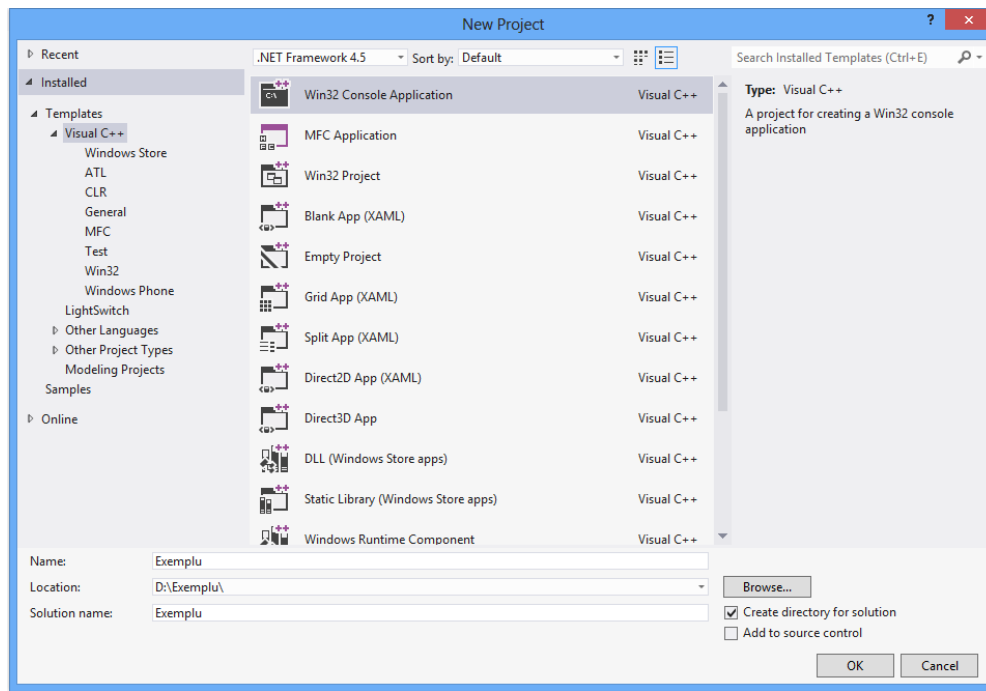 New Project
?
Recent
Installed
Templates
Visual C++
Windows Store
ATL
CLR
General
MFC
Test
Win32
Windows Phone
LightSwitch
Other Languages
Other Project Types
Modeling Projects
Samples
Online
.NET Framework 4.5 Sort by: Default
Win32 Console Application Visual C++
MFC Application Visual C++
Win32 Project Visual C++
Blank App (XAML) Visual C++
Empty Project Visual C++
Grid App (XAML) Visual C++
Split App (XAML) Visual C++
Direct2D App (XAML) Visual C++
Direct3D App Visual C++
DLL (Windows Store apps) Visual C++
Static Library (Windows Store apps) Visual C++
Windows Runtime Component Visual C++
Search Installed Templates (Ctrl+E)
Type: Visual C++
A project for creating a Win32 console
application
Name: Exemplu
Location: D:\Exemplu\ Browse...
Solution name: Exemplu Create directory for solution
Add to source control
OK Cancel